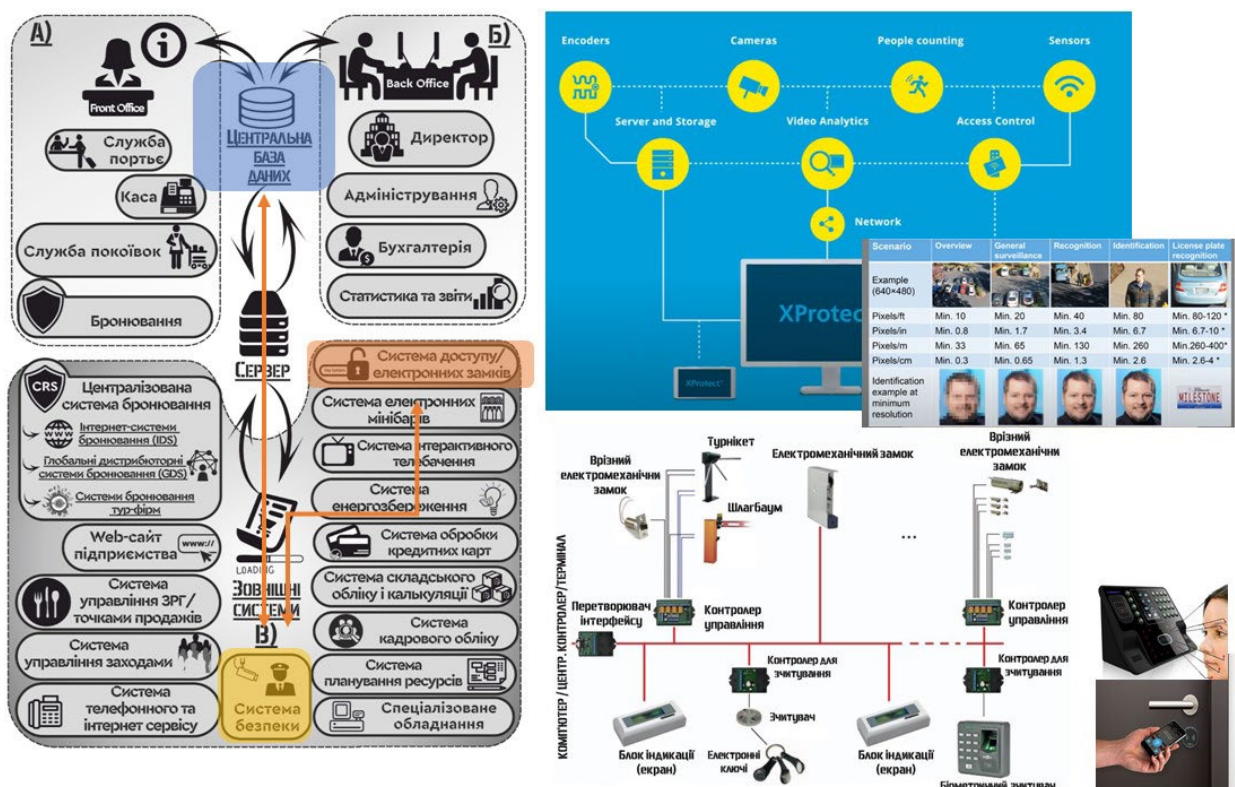 А)
Front Office
Служба
портьє
Каса
Служба покоївок
Бронювання
Центральна
база
даних
Сервер
Б)
Back Office
Директор
Адміністрування
Бухгалтерія
Статистика та звіти
CRS
Централізована
система бронювання
Інтернет-системи
бронювання (IDS)
Глобальні дистрибюторні
системи бронювання (GDS)
Системи бронювання
тур-фірм
Web-сайт
підприємства
www://
Система
управління ЗРГ/
точками продажів
Система
управління заходами
Система
телефонного та
інтернет сервісу
LOADING
Зовнішні
системи
В)
Система
безпеки
Система доступу/
електронних замків
Система електронних
мінібарів
Система інтерактивного
телебачення
Система
енергозбереження
Система обробки
кредитних карт
Система складського
обліку і калькуляції
Система
кадрового обліку
Система
планування ресурсів
Спеціалізоване
обладнання
Encoders
Cameras
People counting
Sensors
Server and Storage
Video Analytics
Access Control
Network
XProtect
XProtect
Scenario Overview General surveillance Recognition Identification License plate recognition
Example (640×480)
Pixels/ft Min. 10 Min. 20 Min. 40 Min. 80 Min. 80-120 *
Pixels/in Min. 0.8 Min. 1.7 Min. 3.4 Min. 6.7 Min. 6.7-10 *
Pixels/m Min. 33 Min. 65 Min. 130 Min. 260 Min.260-400*
Pixels/cm Min. 0.3 Min. 0.65 Min. 1.3 Min. 2.6 Min. 2.6-4 *
Identification
example at
minimum
resolution
MILESTONE
Турнікет
Врізний
електромеханічни
замок
Шлагбаум
Електромеханічний замок
...
Врізний
електромеханічни
замок
Перетворювач
інтерфейсу
Контролер
управління
Контролер
управління
КОМП'ЮТЕР / ЦЕНТР. КОНТРОЛЕР/ТЕРМІНАЛ
Контролер для
зчитування
Контролер для
зчитування
Зчитувач
Блок індикації
(екран)
Електронні
ключі
Блок індикації
(екран)
Біометричний зчитувач